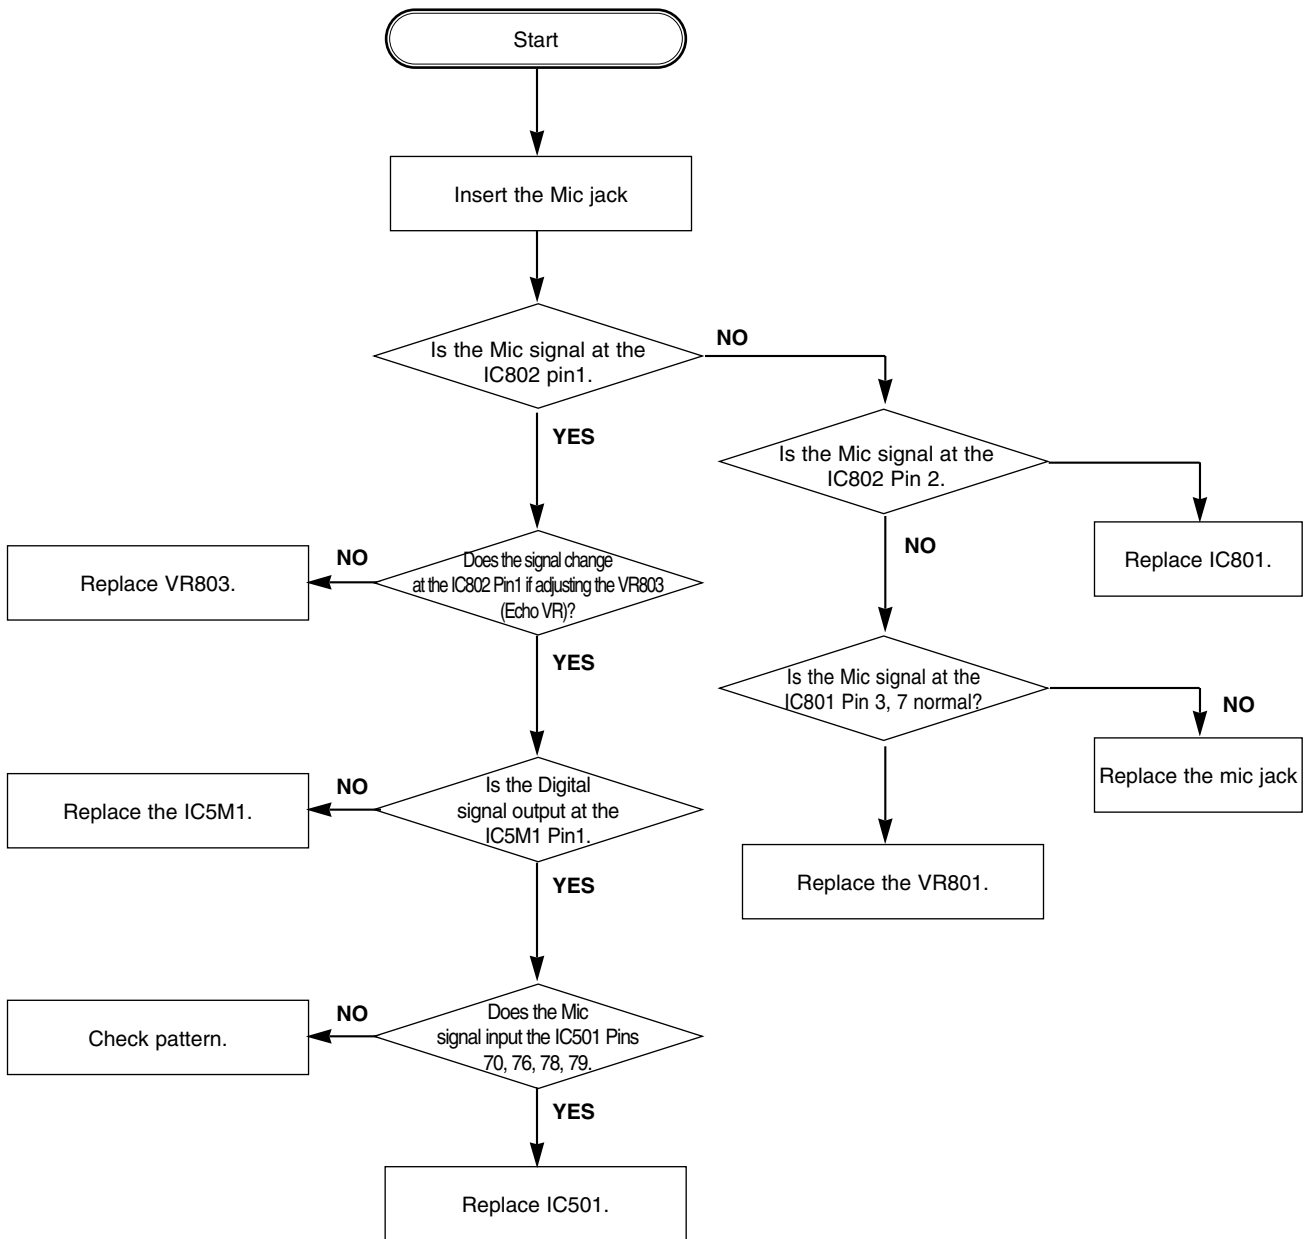 Start
Insert the Mic jack
Is the Mic signal at the
IC802 pin1.
NO
YES
Is the Mic signal at the
IC802 Pin 2.
NO
Replace IC801.
Does the signal change
at the IC802 Pin1 if adjusting the VR803
(Echo VR)?
NO
Replace VR803.
YES
Is the Mic signal at the
IC801 Pin 3, 7 normal?
NO
Replace the mic jack
Replace the VR801.
Is the Digital
signal output at the
IC5M1 Pin1.
NO
Replace the IC5M1.
YES
Does the Mic
signal input the IC501 Pins
70, 76, 78, 79.
NO
Check pattern.
YES
Replace IC501.